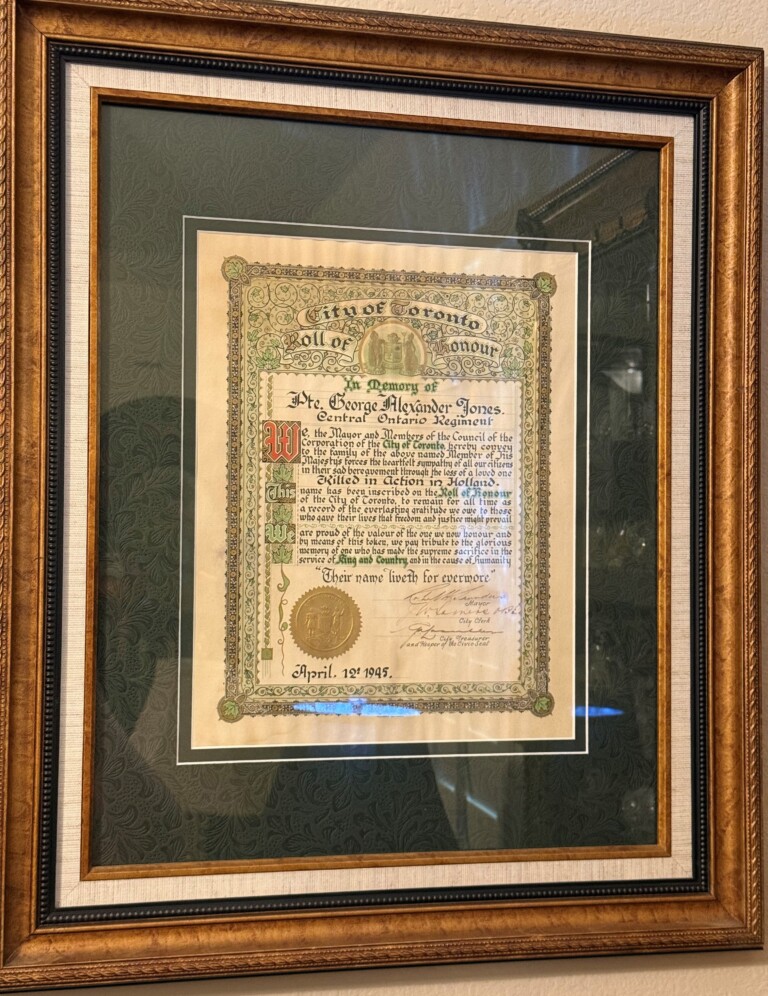 City of Toronto
Roll of Honour
In Memory of
Pte. George Alexander Jones.
Central Ontario Regiment
We, the Mayor and Members of the Council of the
Corporation of the City of Toronto, hereby convey
to the family of the above named Member of His
Majesty's forces the heartfelt sympathy of all our citizens
in their sad bereavement through the loss of a loved one
Killed in Action in Holland.
This name has been inscribed on the Roll of Honour
of the City of Toronto, to remain for all time as
a record of the everlasting gratitude we owe to those
who gave their lives that freedom and justice might prevail
We are proud of the valour of the one we now honour and
by means of this token, we pay tribute to the glorious
memory of one who has made the supreme sacrifice in the
service of King and Country, and in the cause of humanity
"Their name liveth for evermore"
Mayor
City Clerk
City Treasurer
and Keeper of the Civic Seal
April. 12th 1945.